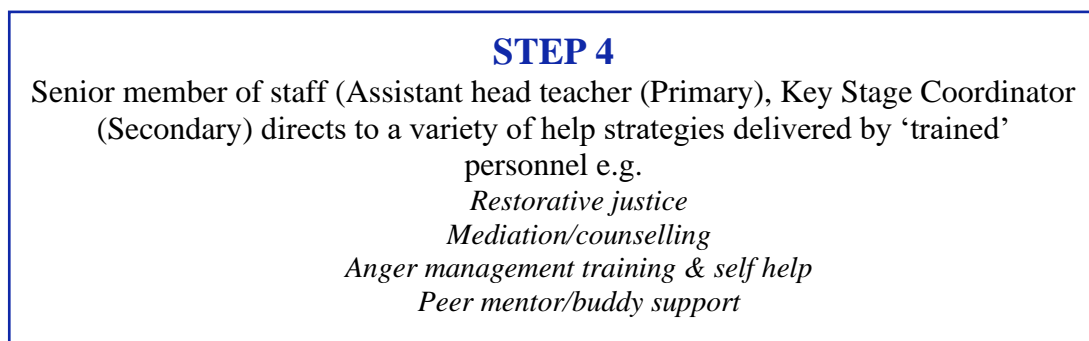 STEP 4
Senior member of staff (Assistant head teacher (Primary), Key Stage Coordinator
(Secondary) directs to a variety of help strategies delivered by ‘trained’
personnel e.g.
Restorative justice
Mediation/counselling
Anger management training & self help
Peer mentor/buddy support